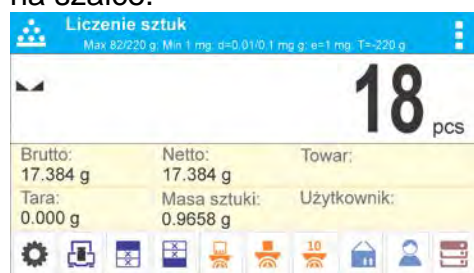 na szalce.
Liczenie sztuk
Max 82/220 g: Min 1 mg: d=0.01/0.1 mg g: e=1 mg: T=-220 g
18 pcs
Brutto: Netto: Towar:
17.384 g 17.384 g
Tara: Masa sztuki: Użytkownik:
0.000 g 0.9658 g
10